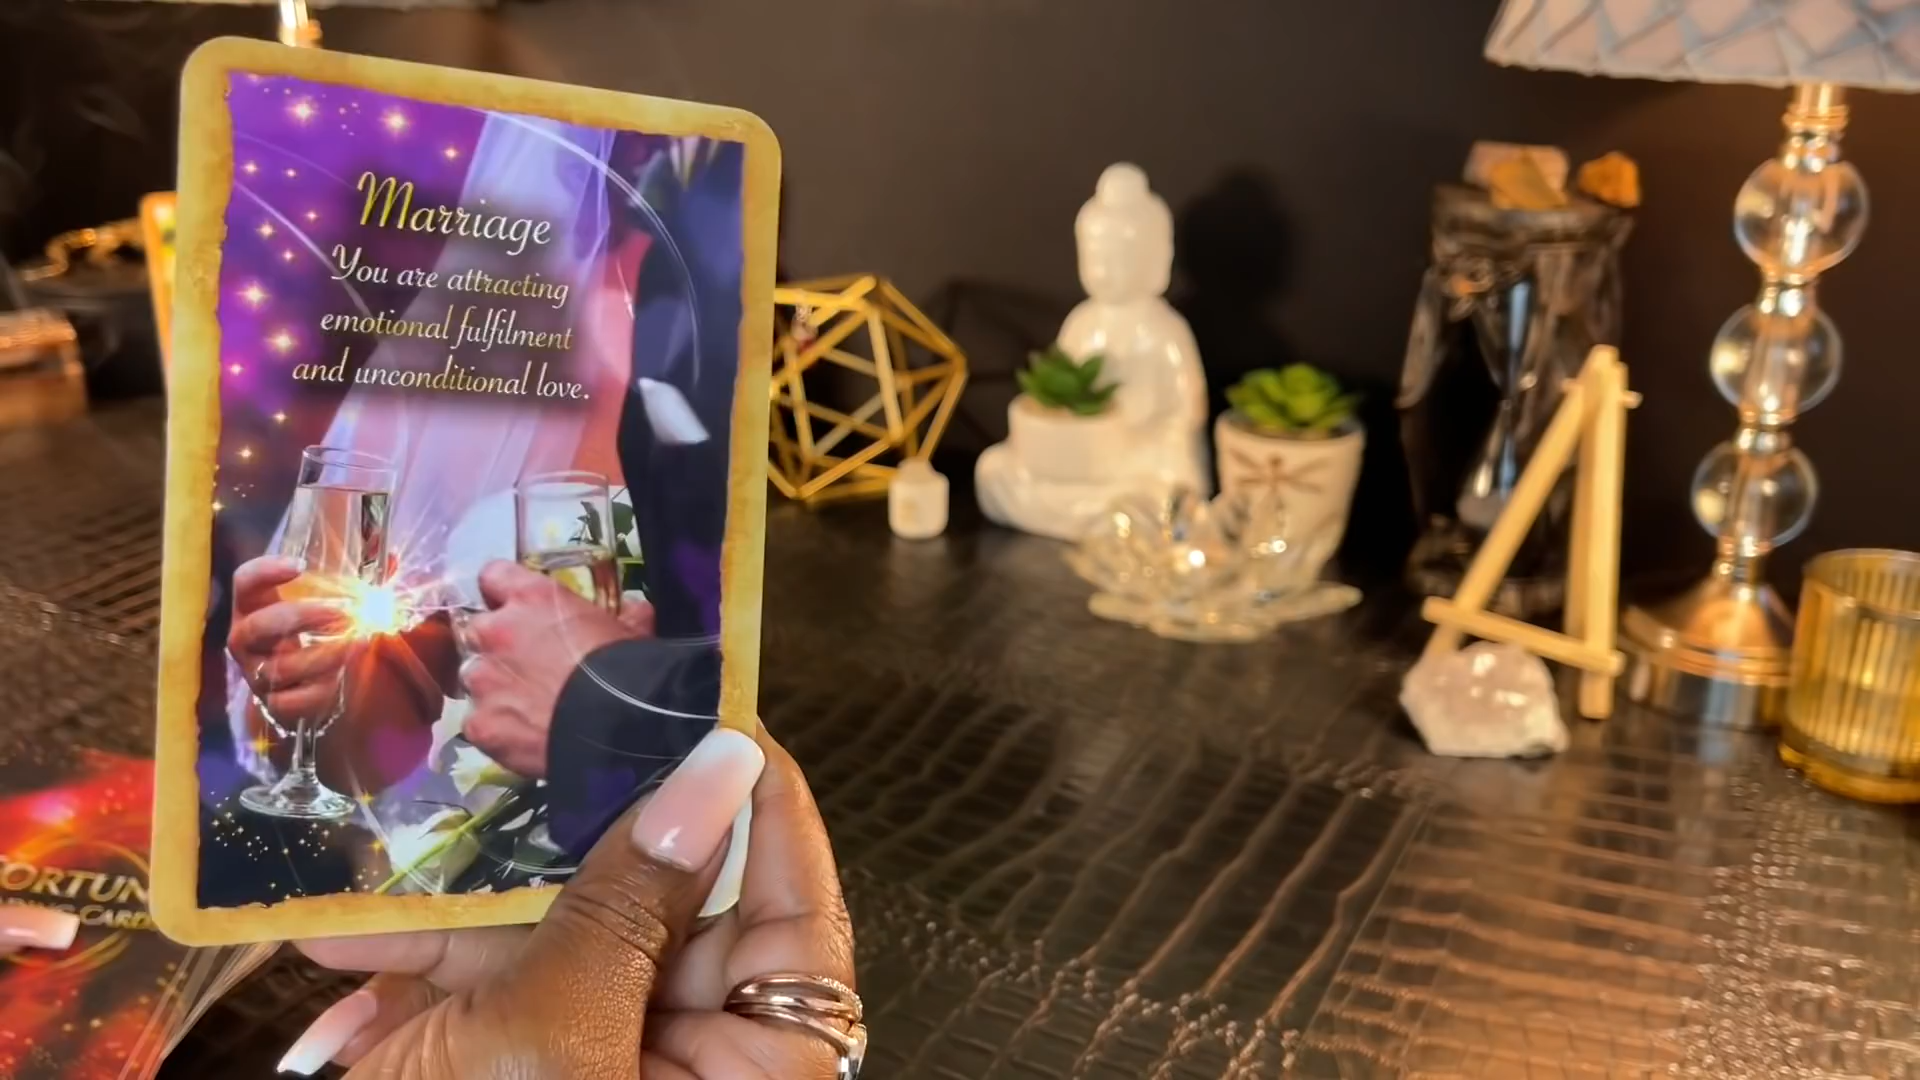 Marriage
You are attracting
emotional fulfilment
and unconditional love.